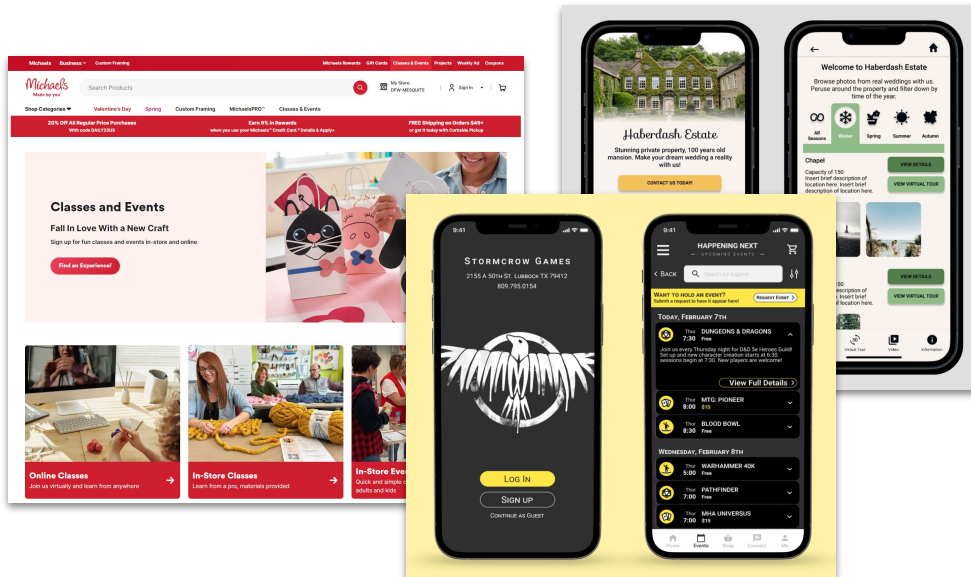 Michaels Business Custom Framing
Michaels Rewards Gift Cards Classes & Events Projects Weekly Ad Coupons
Michaels
Made by you
Search Products
My Store:
DFW-MESQUITE
Sign in
Shop Categories
Valentine's Day
Spring
Custom Framing
MichaelsPRO™
Classes & Events
20% Off All Regular Price Purchases
With code DAILY23US
Earn 9% in Rewards
when you use your Michaels™ Credit Card.* Details & Apply>
FREE Shipping on Orders $49+
or get it today with Curbside Pickup
Classes and Events
Fall In Love With a New Craft
Sign up for fun classes and events in-store and online
Find an Experience!
Online Classes
Join us virtually and learn from anywhere
In-Store Classes
Learn from a pro, materials provided
In-Store Eve
Quick and simple c
adults and kids
Haberdash Estate
Stunning private property, 100 years old
mansion. Make your dream wedding a reality
with us!
CONTACT US TODAY!
Welcome to Haberdash Estate
Browse photos from real weddings with us.
Peruse around the property and filter down by
time of the year.
All
Seasons
Winter
Spring
Summer
Autumn
Chapel
Capacity of 150
Insert brief description of
location here. Insert brief
description of location here.
VIEW DETAILS
VIEW VIRTUAL TOUR
50
escription of
. Insert brief
f location here.
VIEW DETAILS
VIEW VIRTUAL TOUR
Virtual Tour
Video
Information
9:41
Stormcrow Games
2155 A 50th St. Lubbock TX 79412
809.795.0154
Log In
Sign up
Continue as Guest
9:41
HAPPENING NEXT
UPCOMING EVENTS
< Back
Search for a game
Want to hold an event?
Submit a request to have it appear here!
Request Event >
Today, February 7th
Thur DUNGEONS & DRAGONS
7:30 Free
Join us every Thursday night for D&D 5e Heroes Guild!
Set up and new character creation starts at 6:30,
sessions begin at 7:30. New players are welcome!
View Full Details >
Thur MTG: PIONEER
8:00 $15
Thur BLOOD BOWL
8:30 Free
Wednesday, February 8th
Thur WARHAMMER 40K
5:00 Free
Thur PATHFINDER
7:00 Free
Thur MHA UNIVERSUS
7:00 $15
Home
Events
Shop
Connect
Me